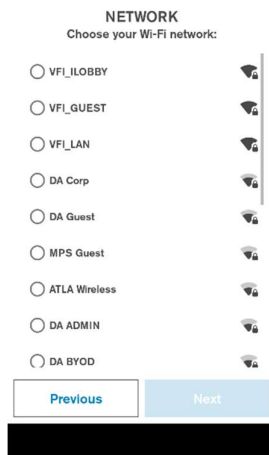 NETWORK
Choose your Wi-Fi network:
VFI_ILOBBY
VFI_GUEST
VFI_LAN
DA Corp
DA Guest
MPS Guest
ATLA Wireless
DA ADMIN
DA BYOD
Previous
Next